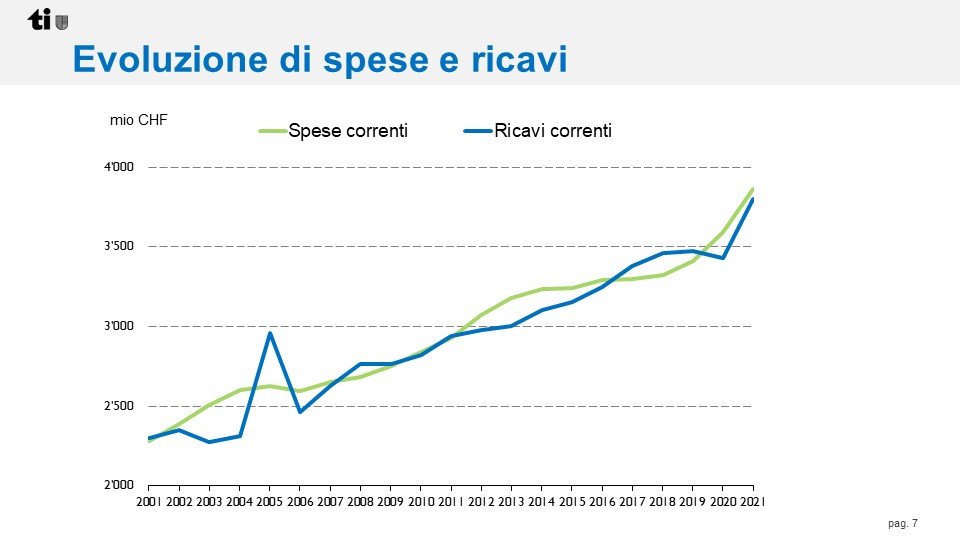 ti
Evoluzione di spese e ricavi
mio CHF
Spese correnti Ricavi correnti
4'000
3'500
3'000
2'500
2'000
2001 2002 2003 2004 2005 2006 2007 2008 2009 2010 2011 2012 2013 2014 2015 2016 2017 2018 2019 2020 2021
pag. 7